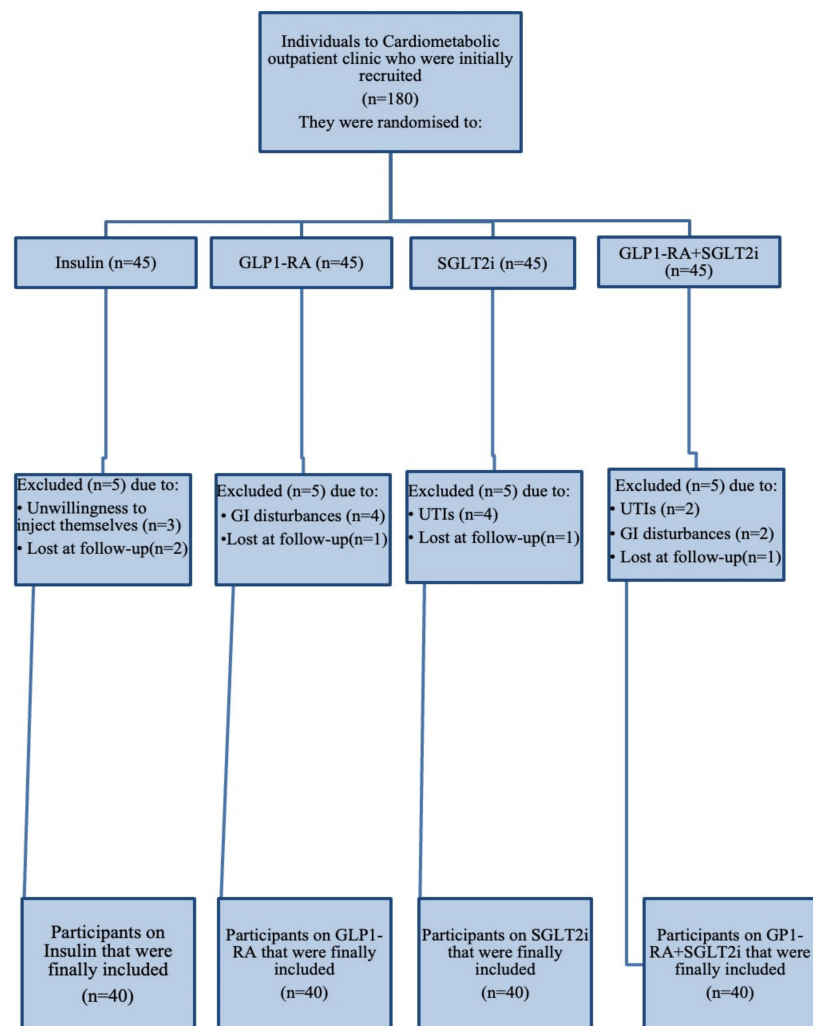 Individuals to Cardiometabolic
outpatient clinic who were initially
recruited
(n=180)
They were randomised to:
Insulin (n=45)
GLP1-RA (n=45)
SGLT2i (n=45)
GLP1-RA+SGLT2i
(n=45)
Excluded (n=5) due to:
• Unwillingness to
inject themselves (n=3)
• Lost at follow-up(n=2)
Excluded (n=5) due to:
• GI disturbances (n=4)
•Lost at follow-up(n=1)
Excluded (n=5) due to:
• UTIs (n=4)
• Lost at follow-up(n=1)
Excluded (n=5) due to:
• UTIs (n=2)
• GI disturbances (n=2)
• Lost at follow-up(n=1)
Participants on
Insulin that were
finally included
(n=40)
Participants on GLP1-
RA that were finally
included
(n=40)
Participants on SGLT2i
that were finally
included
(n=40)
Participants on GP1-
RA+SGLT2i that were
finally included
(n=40)